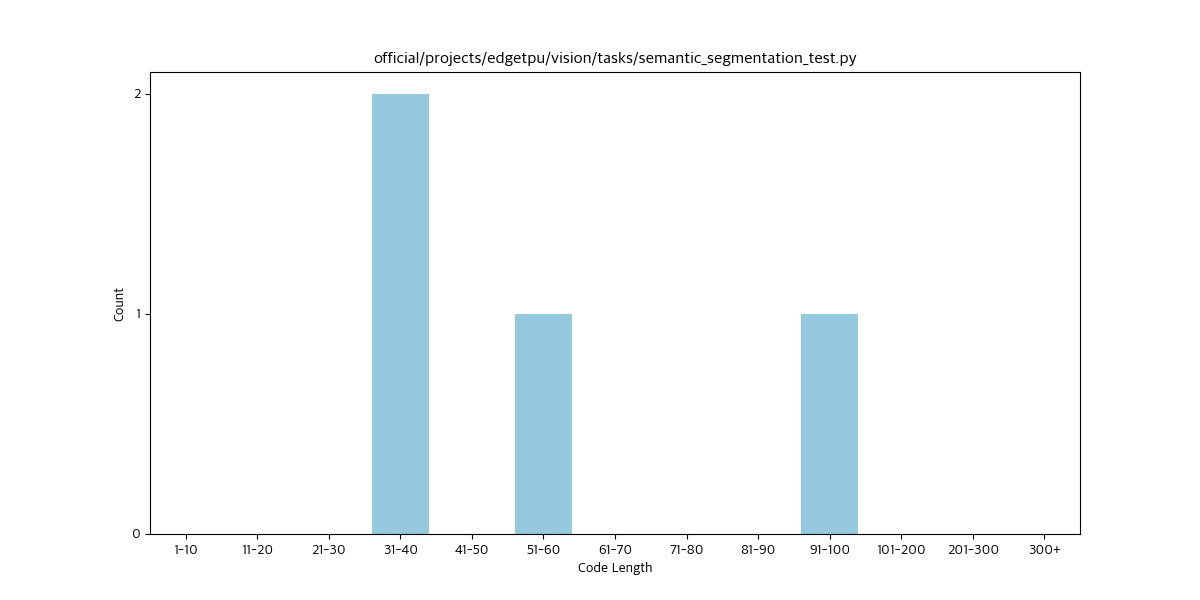 official/projects/edgetpu/vision/tasks/semantic_segmentation_test.py
Count
2
1
0
1-10 11-20 21-30 31-40 41-50 51-60 61-70 71-80 81-90 91-100 101-200 201-300 300+
Code Length